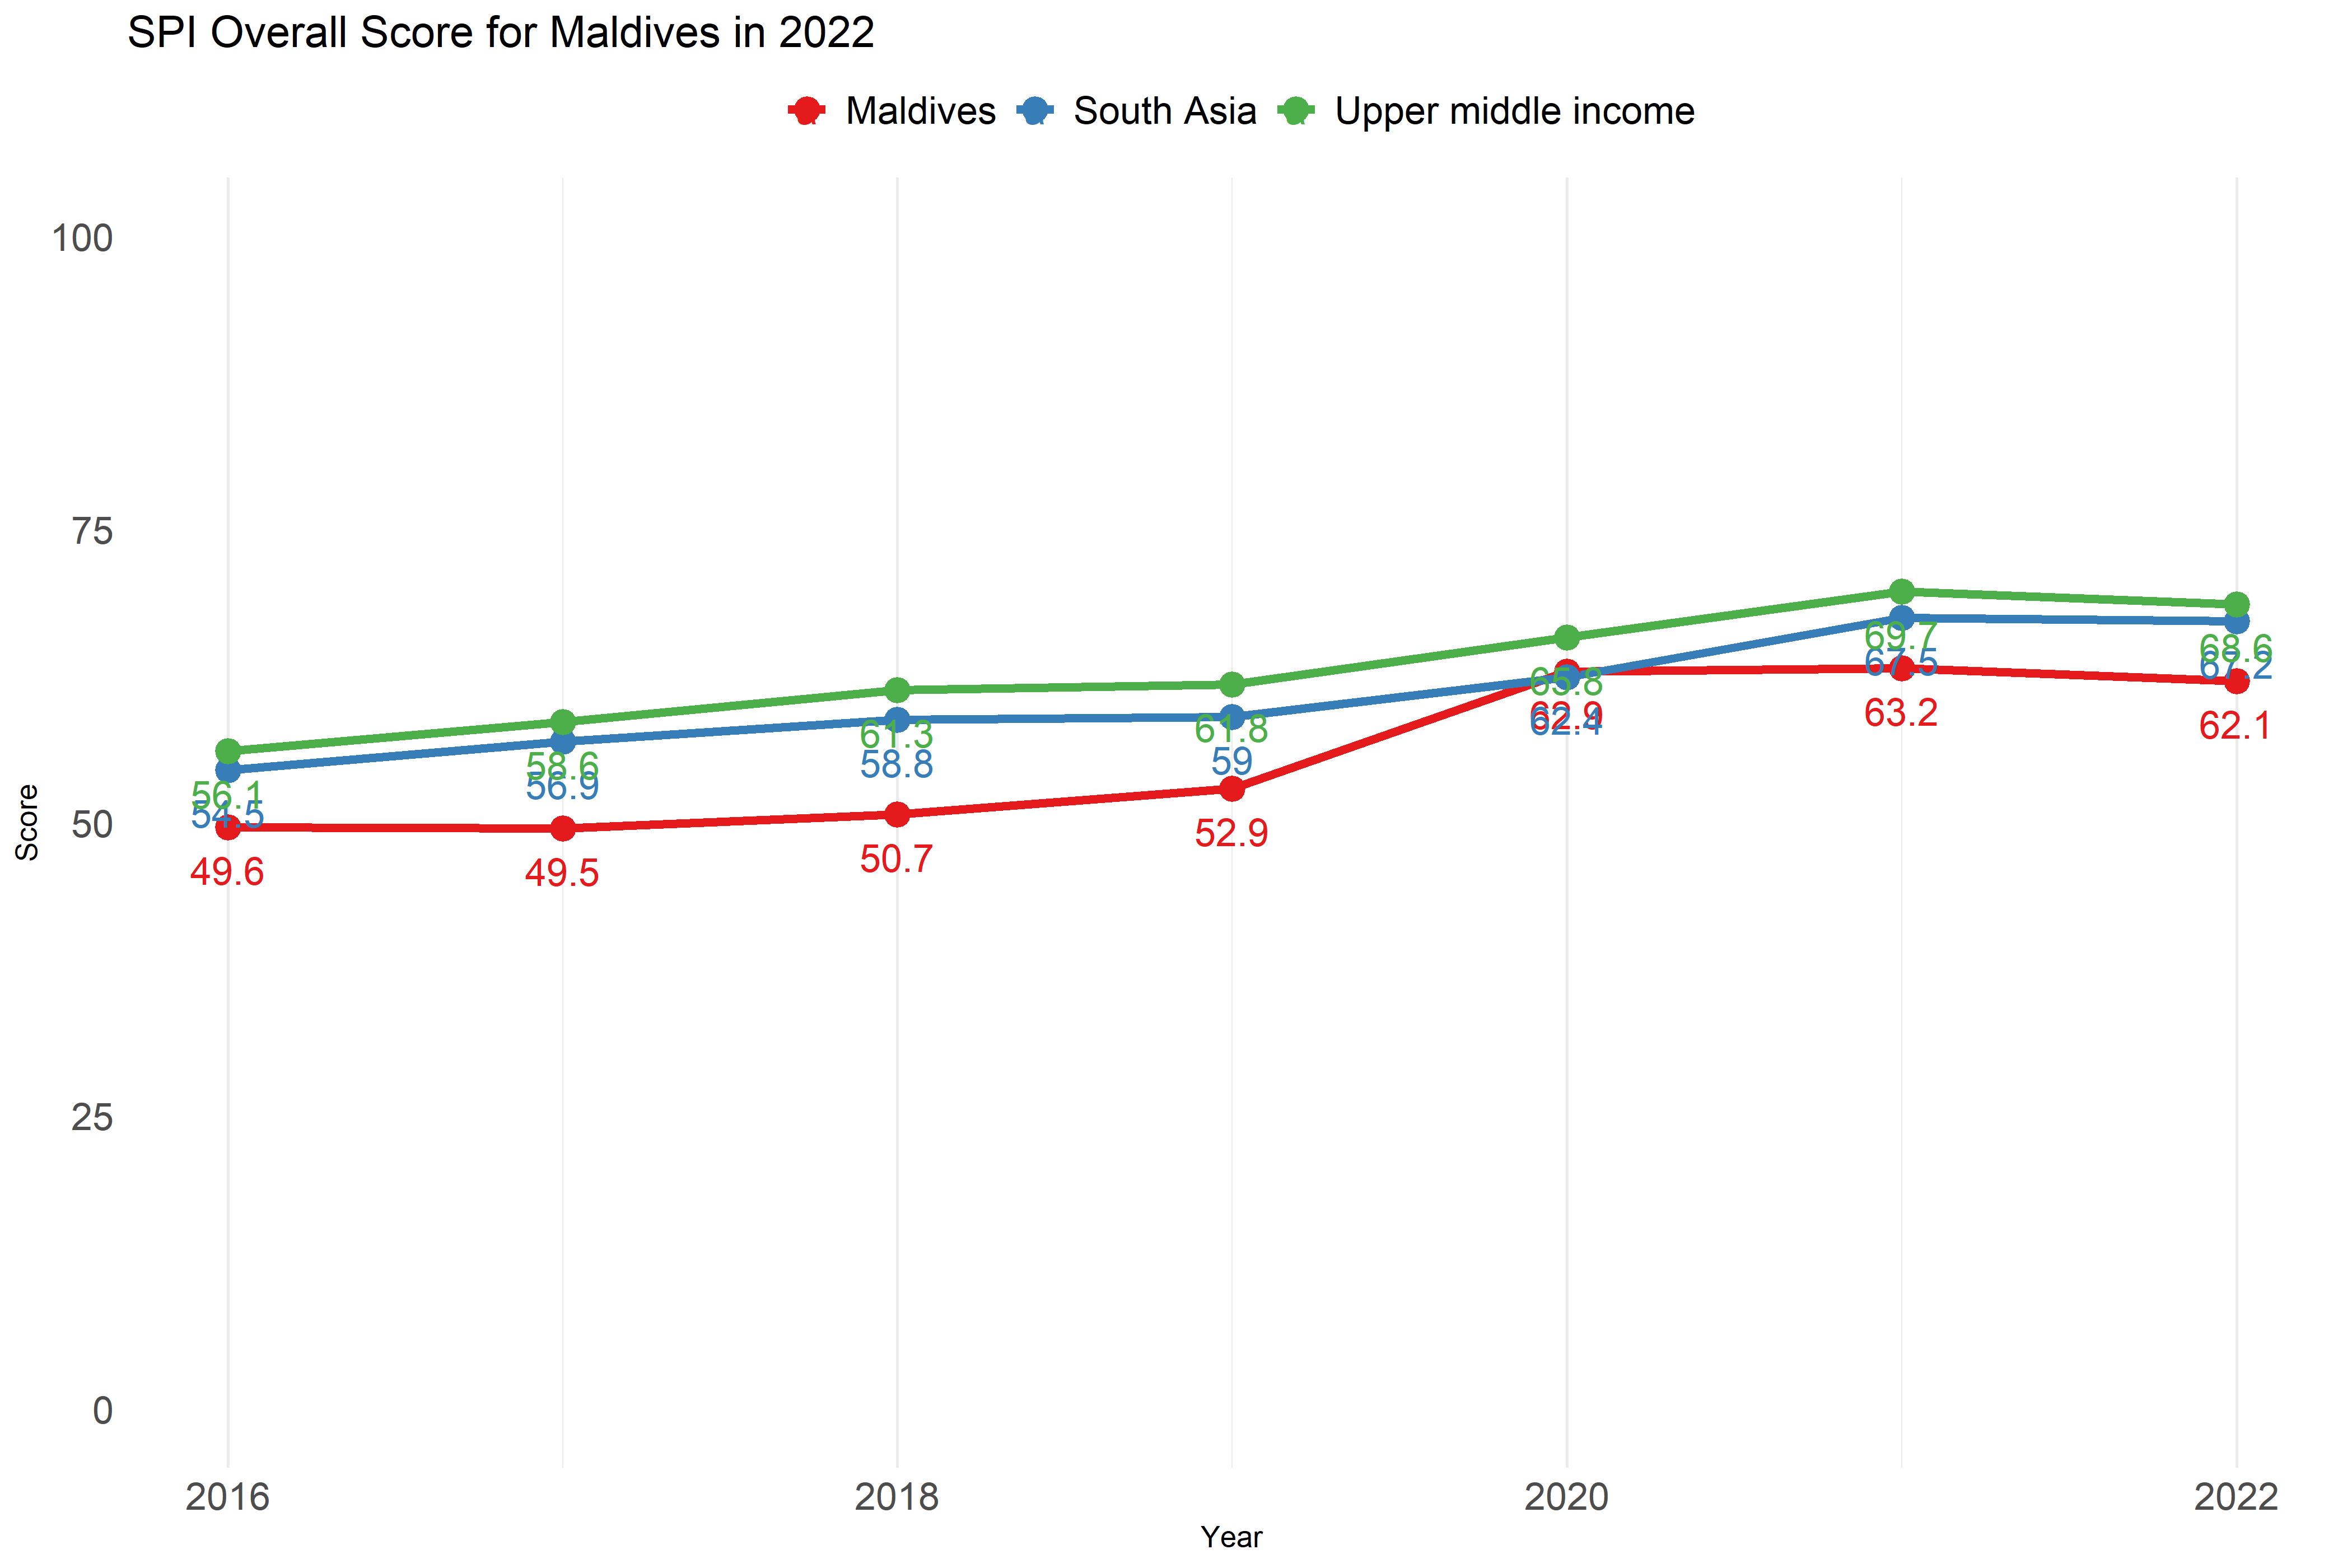 SPI Overall Score for Maldives in 2022
Maldives South Asia Upper middle income
100
75
50
25
0
Score
56.1 54.5 49.6
58.6 56.9 49.5
61.3 58.8 50.7
61.8 59 52.9
65.8 62.9 62.4
69.7 67.5 63.2
68.6 67.2 62.1
2016 2018 2020 2022
Year